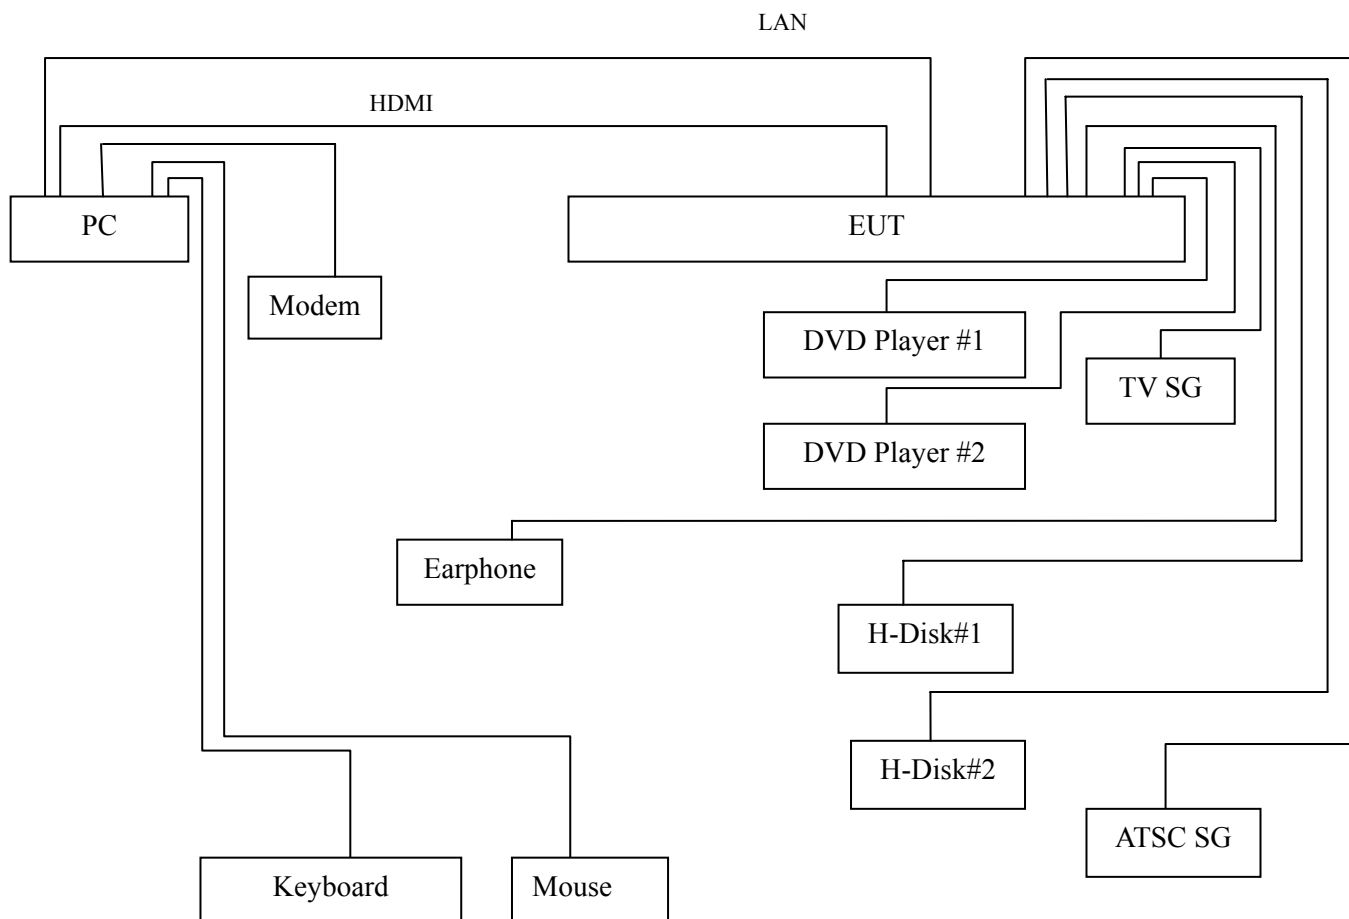 LAN
HDMI
PC
EUT
Modem
DVD Player #1
TV SG
DVD Player #2
Earphone
H-Disk#1
H-Disk#2
ATSC SG
Keyboard
Mouse